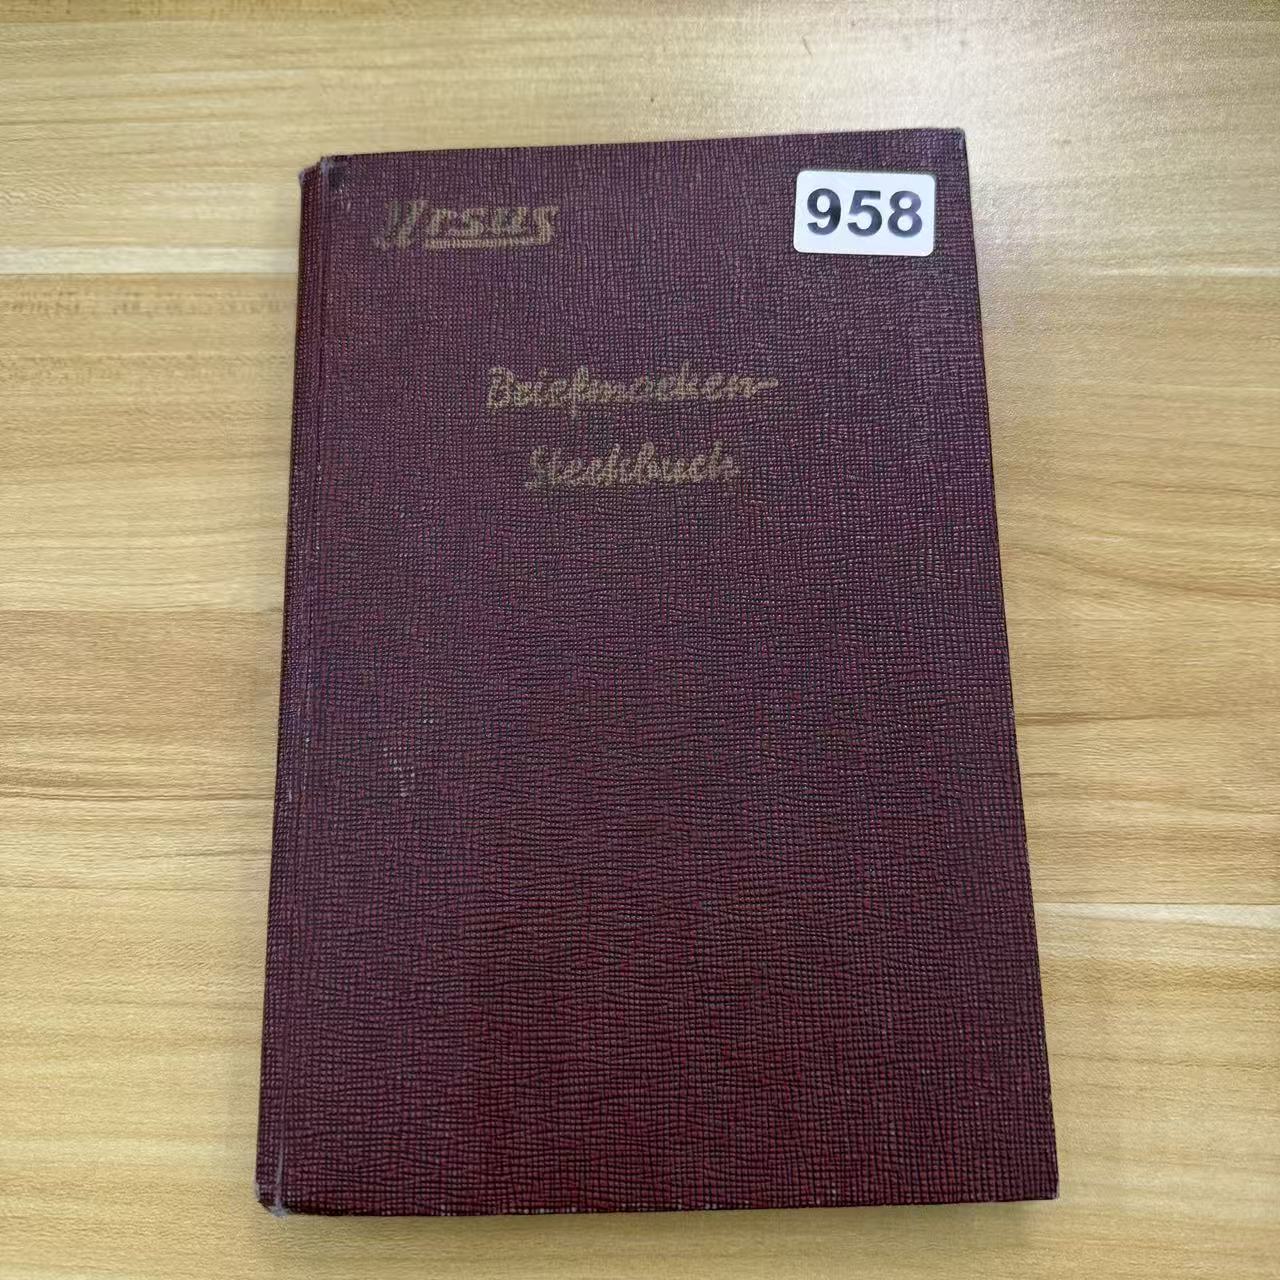 Ursus
958
Briefmarken-
Steckbuch